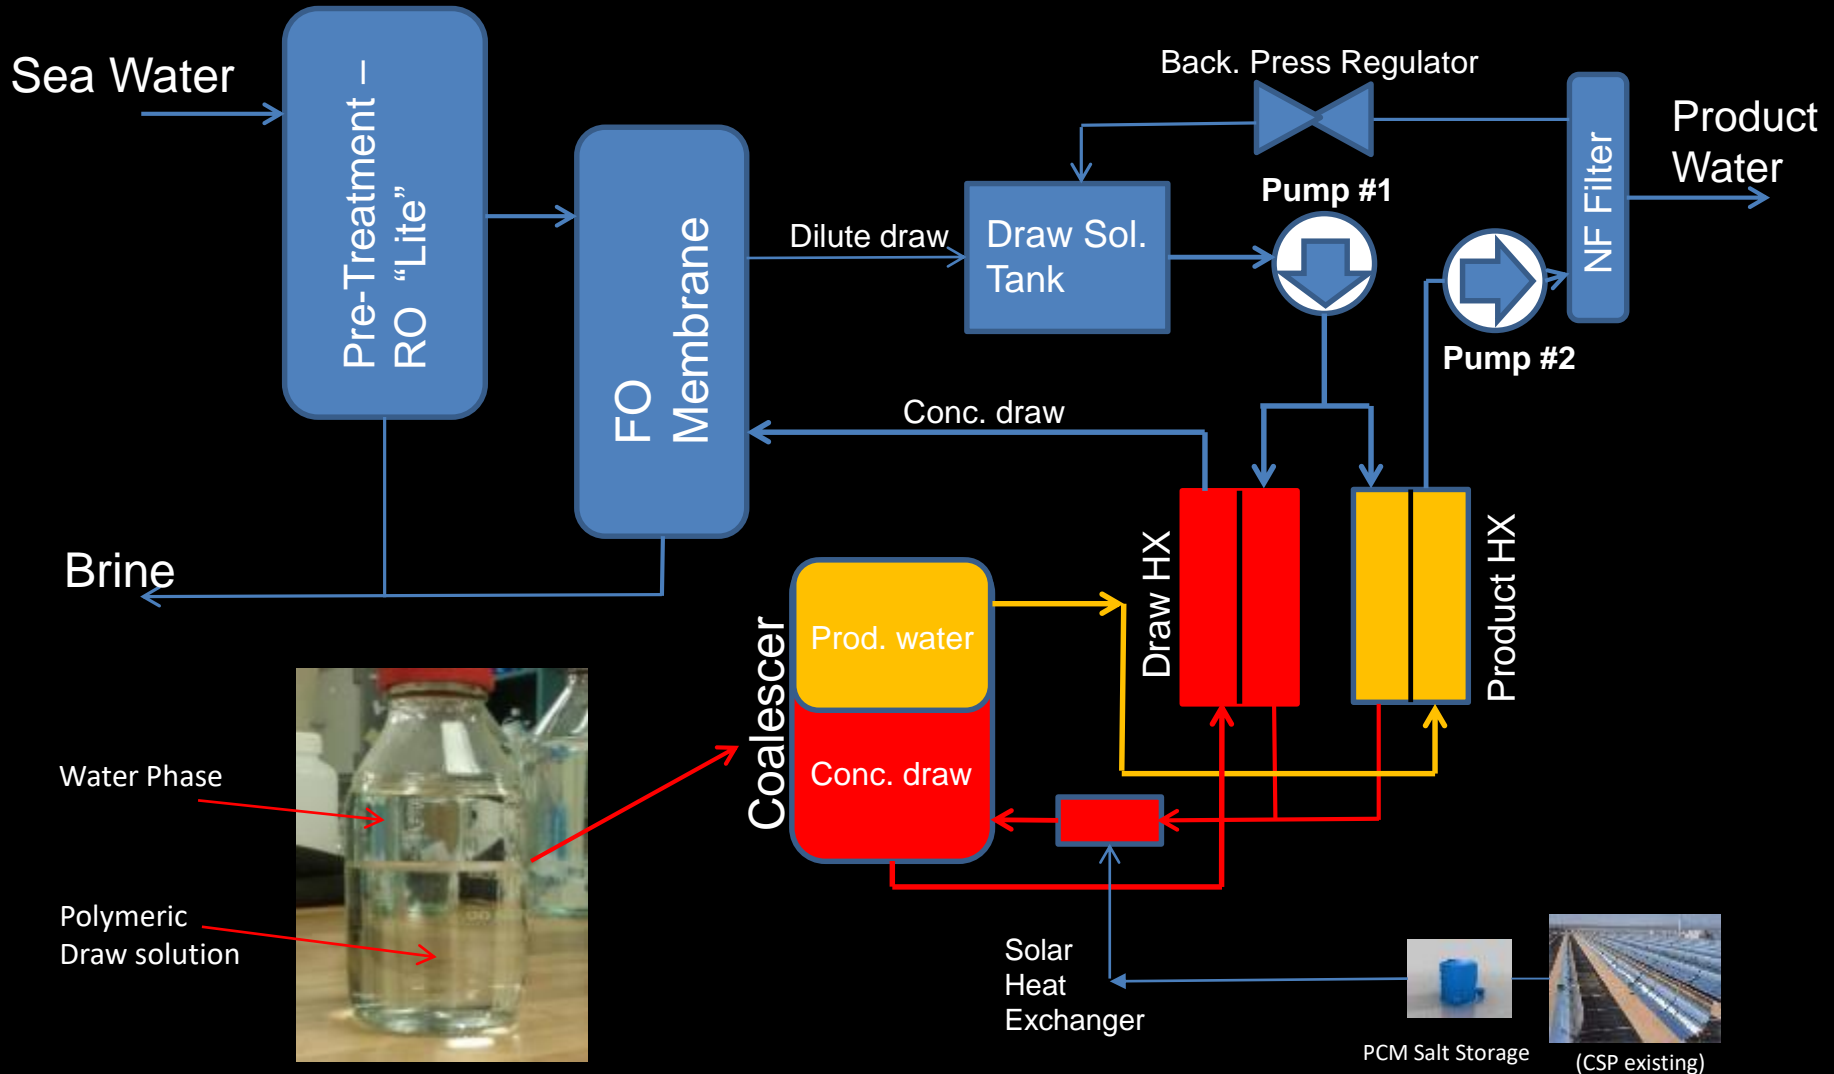 Sea Water
Pre-Treatment –
RO “Lite”
FO
Membrane
Brine
Dilute draw
Draw Sol.
Tank
Back. Press Regulator
Pump #1
Pump #2
NF Filter
Product
Water
Conc. draw
Draw HX
Product HX
Coalescer
Prod. water
Conc. draw
Water Phase
Polymeric
Draw solution
Solar
Heat
Exchanger
PCM Salt Storage
(CSP existing)